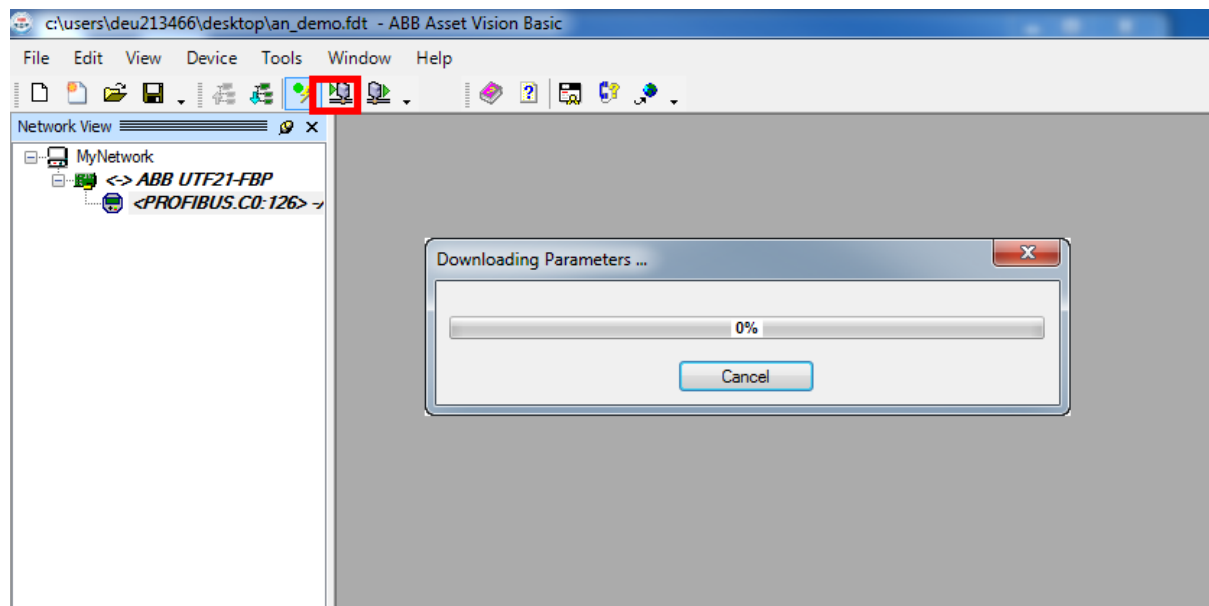 c:\users\deu213466\desktop\an_demo.fdt - ABB Asset Vision Basic
File Edit View Device Tools Window Help
Network View
MyNetwork
<-> ABB UTF21-FBP
<PROFIBUS.C0:126>
Downloading Parameters ...
0%
Cancel